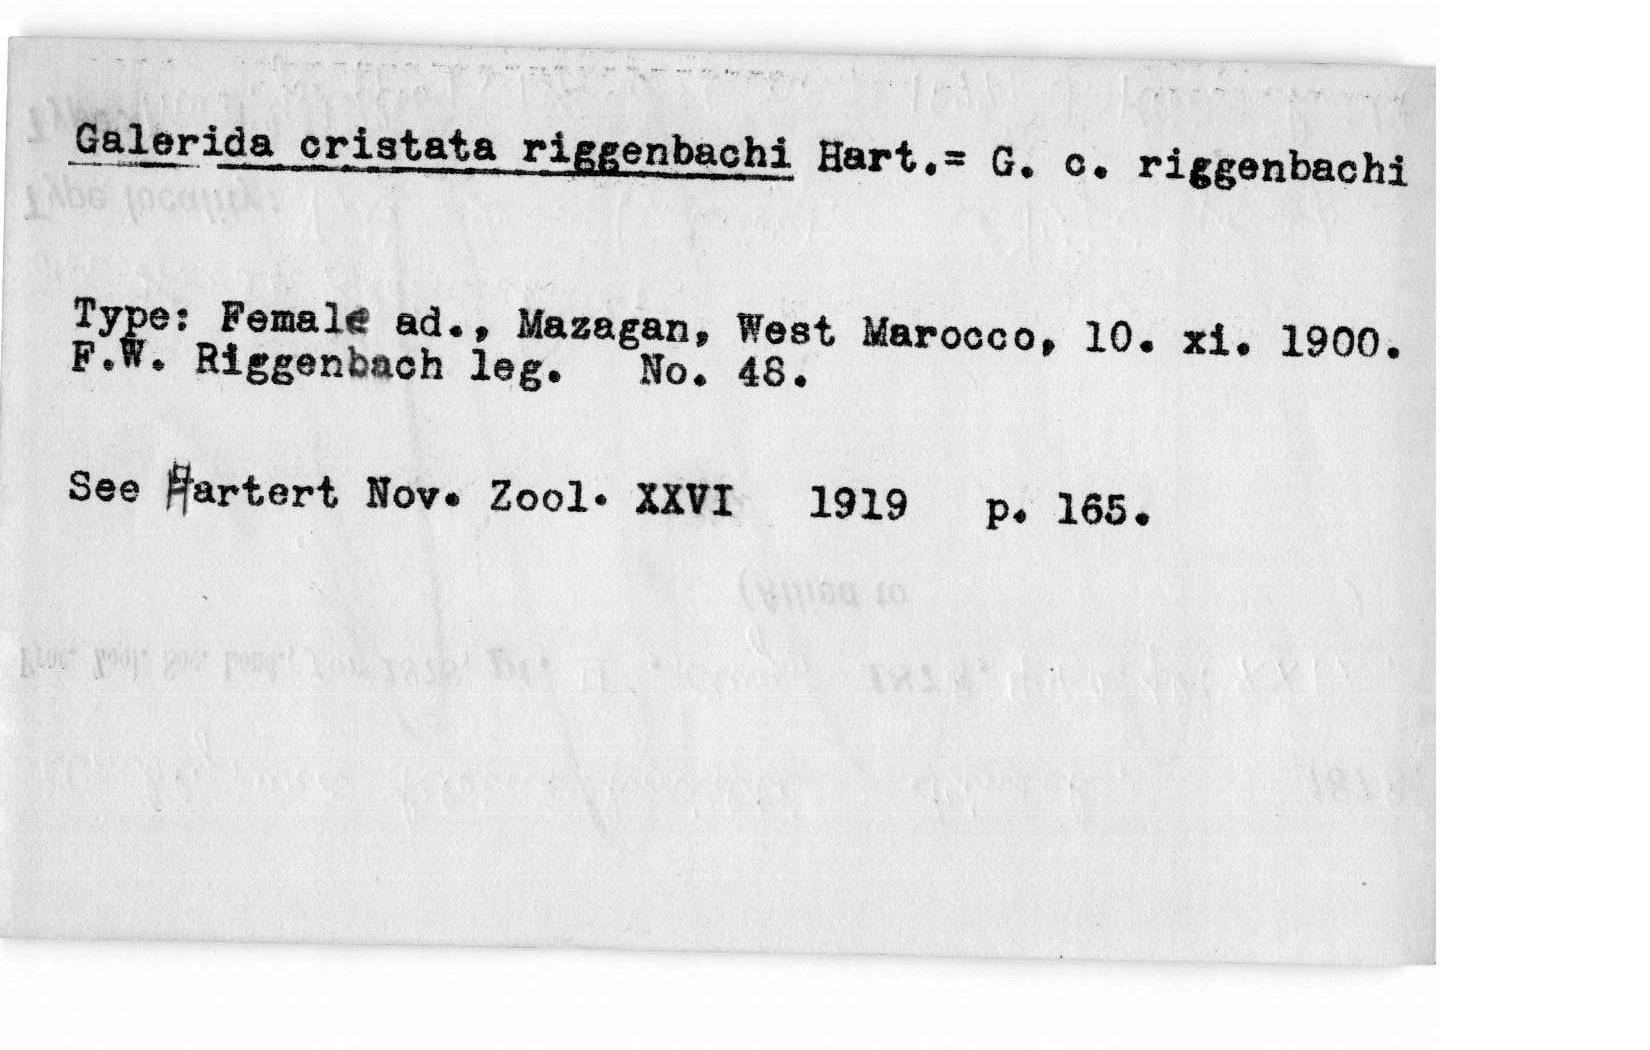 Galerida cristata riggenbachi Hart.= G. c. riggenbachi
Type: Female ad., Mazagan, West Marocco, 10. xi. 1900.
F.W. Riggenbach leg. No. 48.
See Hartert Nov. Zool. XXVI 1919 p. 165.